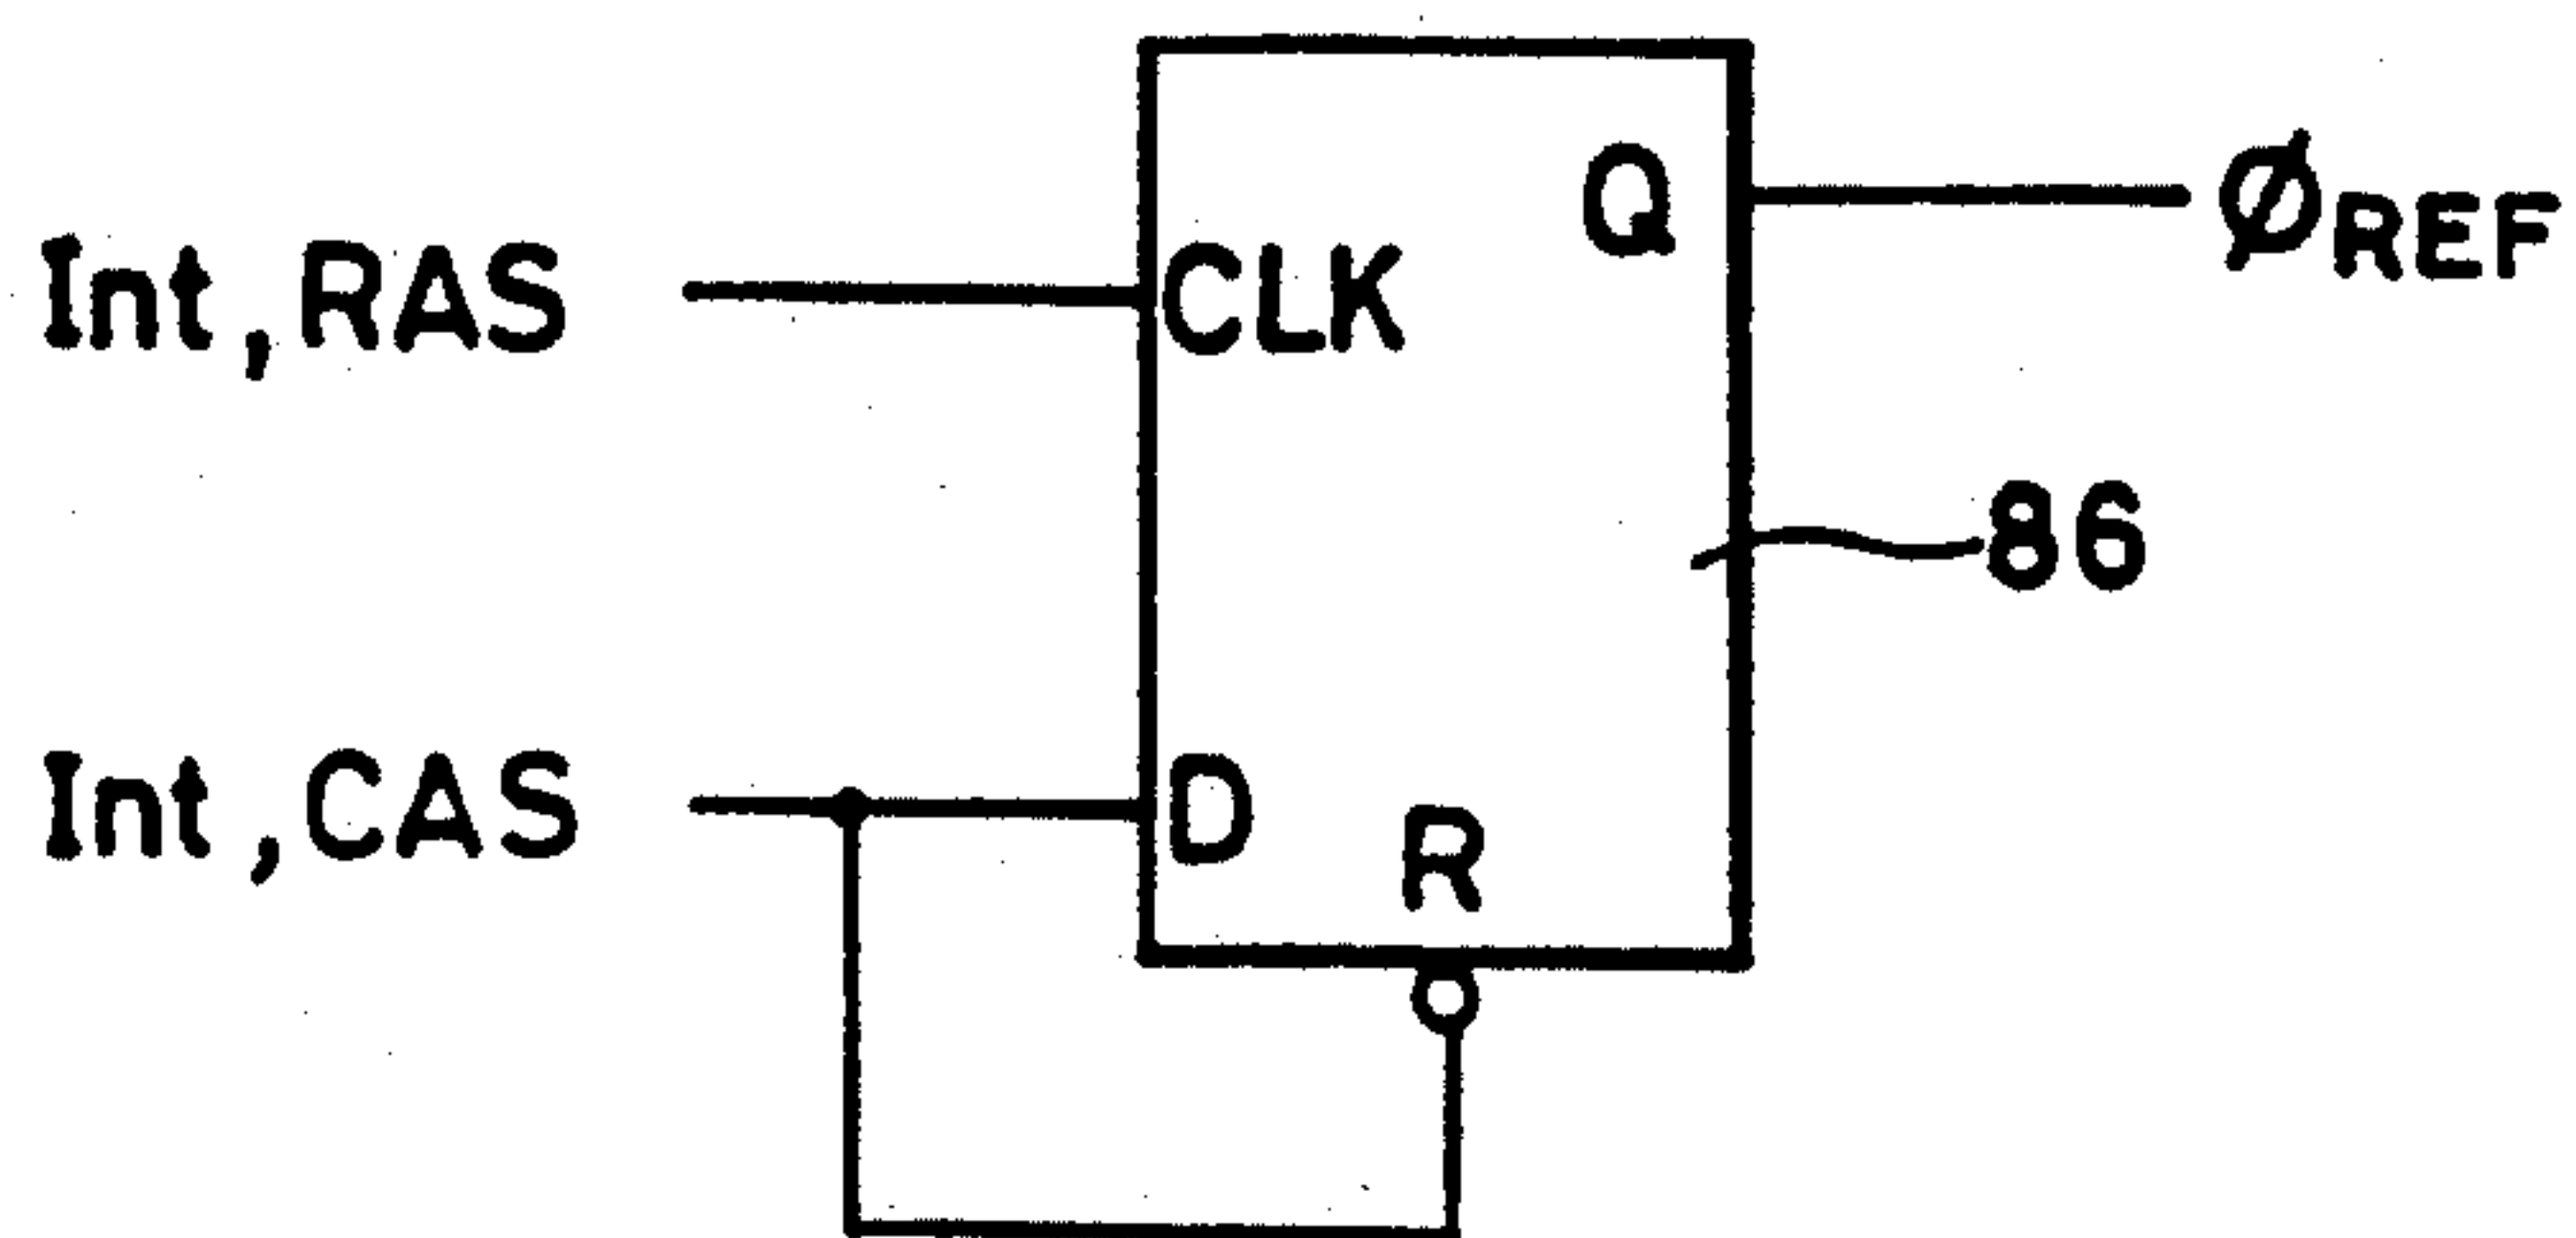 Int,RAS
CLK
Q
ØREF
86
Int,CAS
D
R